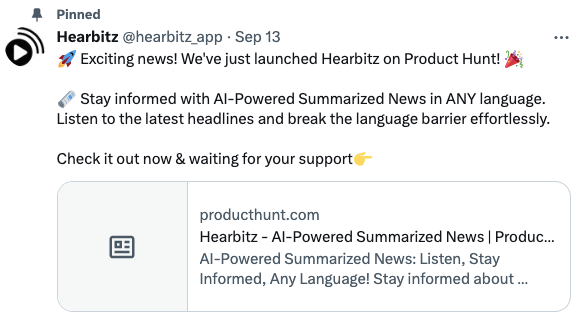 Pinned
Hearbitz @hearbitz_app · Sep 13
🚀 Exciting news! We've just launched Hearbitz on Product Hunt! 🎉
🗞️ Stay informed with AI-Powered Summarized News in ANY language.
Listen to the latest headlines and break the language barrier effortlessly.
Check it out now & waiting for your support👉
producthunt.com
Hearbitz - AI-Powered Summarized News | Produc...
AI-Powered Summarized News: Listen, Stay
Informed, Any Language! Stay informed about ...